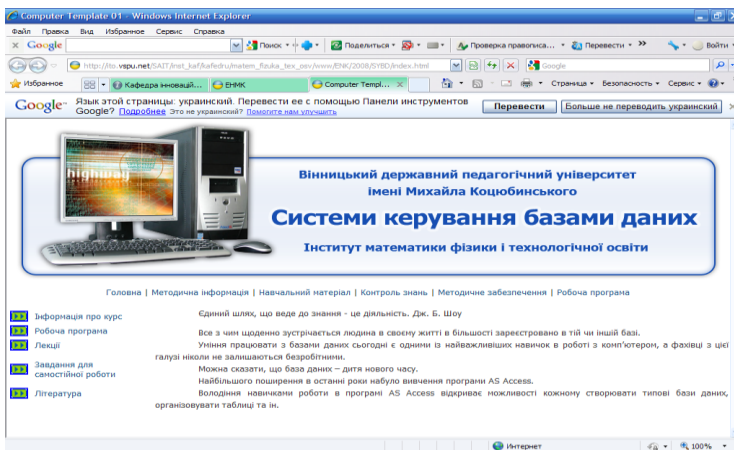 Computer Template 01 - Windows Internet Explorer
Файл Правка Вид Избранное Сервис Справка
Google Поиск Поделиться Проверка правописа... Перевести Войти
http://ito.vspu.net/SAIT/inst_kaf/kafedru/matem_fizuka_tex_osv/www/ENK/2008/SYBD/index.html Google
Избранное Кафедра інновацій... ЕНМК Computer Templ... Страница Безопасность Сервис
Google Язык этой страницы: украинский. Перевести ее с помощью Панели инструментов
Google? Подробнее Это не украинский? Помогите нам улучшить Перевести Больше не переводить украинский
Вінницький державний педагогічний університет
імені Михайла Коцюбинського
Системи керування базами даних
Інститут математики фізики і технологічної освіти
Головна | Методична інформація | Навчальний матеріал | Контроль знань | Методичне забезпечення | Робоча програма
Інформація про курс
Робоча програма
Лекції
Завдання для
самостійної роботи
Література
Єдиний шлях, що веде до знання - це діяльність. Дж. Б. Шоу
Все з чим щоденно зустрічається людина в своєму житті в більшості зареєстровано в тій чи іншій базі.
Уміння працювати з базами даних сьогодні є одними із найважливіших навичок в роботі з комп'ютером, а фахівці з цієї
галузі ніколи не залишаються безробітними.
Можна сказати, що база даних – дитя нового часу.
Найбільшого поширення в останні роки набуло вивчення програми AS Access.
Володіння навичками роботи в програмі AS Access відкриває можливості кожному створювати типові бази даних,
організовувати таблиці та ін.
Интернет 100%